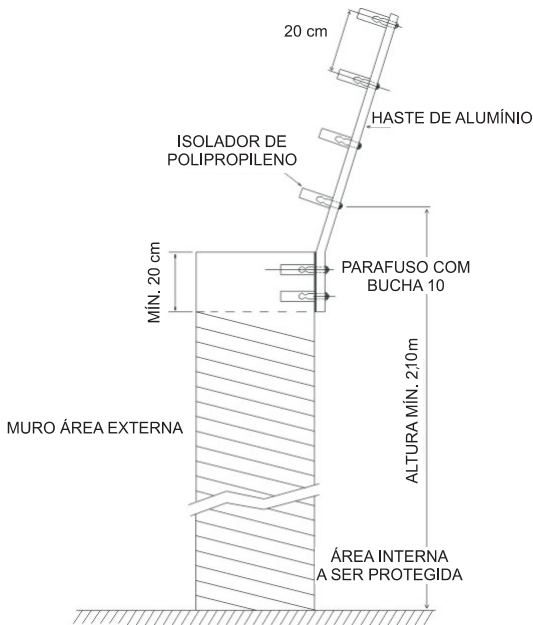 20 cm
HASTE DE ALUMÍNIO
ISOLADOR DE
POLIPROPILENO
MÍN. 20 cm
PARAFUSO COM
BUCHA 10
ALTURA MÍN. 2,10m
MURO ÁREA EXTERNA
ÁREA INTERNA
A SER PROTEGIDA